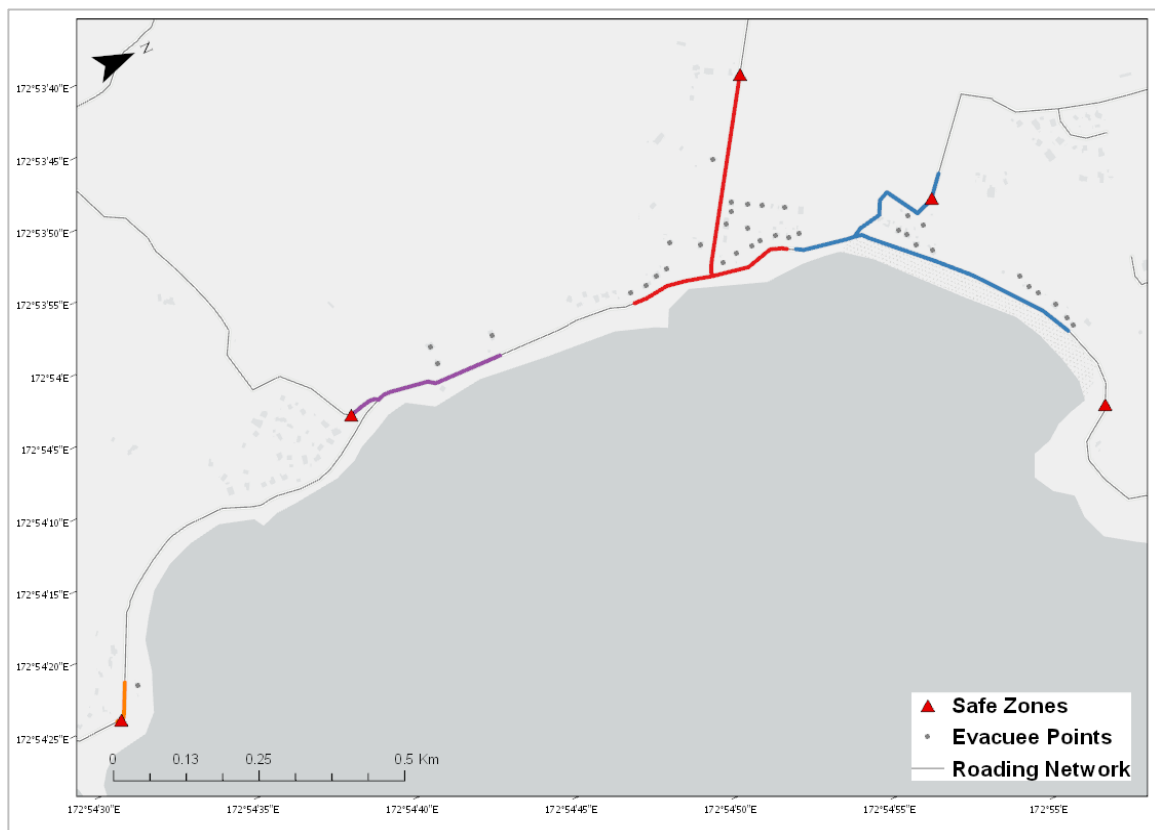 N
172°53'40"E
172°53'45"E
172°53'50"E
172°53'55"E
172°54'E
172°54'5"E
172°54'10"E
172°54'15"E
172°54'20"E
172°54'25"E
Safe Zones
Evacuee Points
Roading Network
0 0.13 0.25 0.5 Km
172°54'30"E 172°54'35"E 172°54'40"E 172°54'45"E 172°54'50"E 172°54'55"E 172°55'E